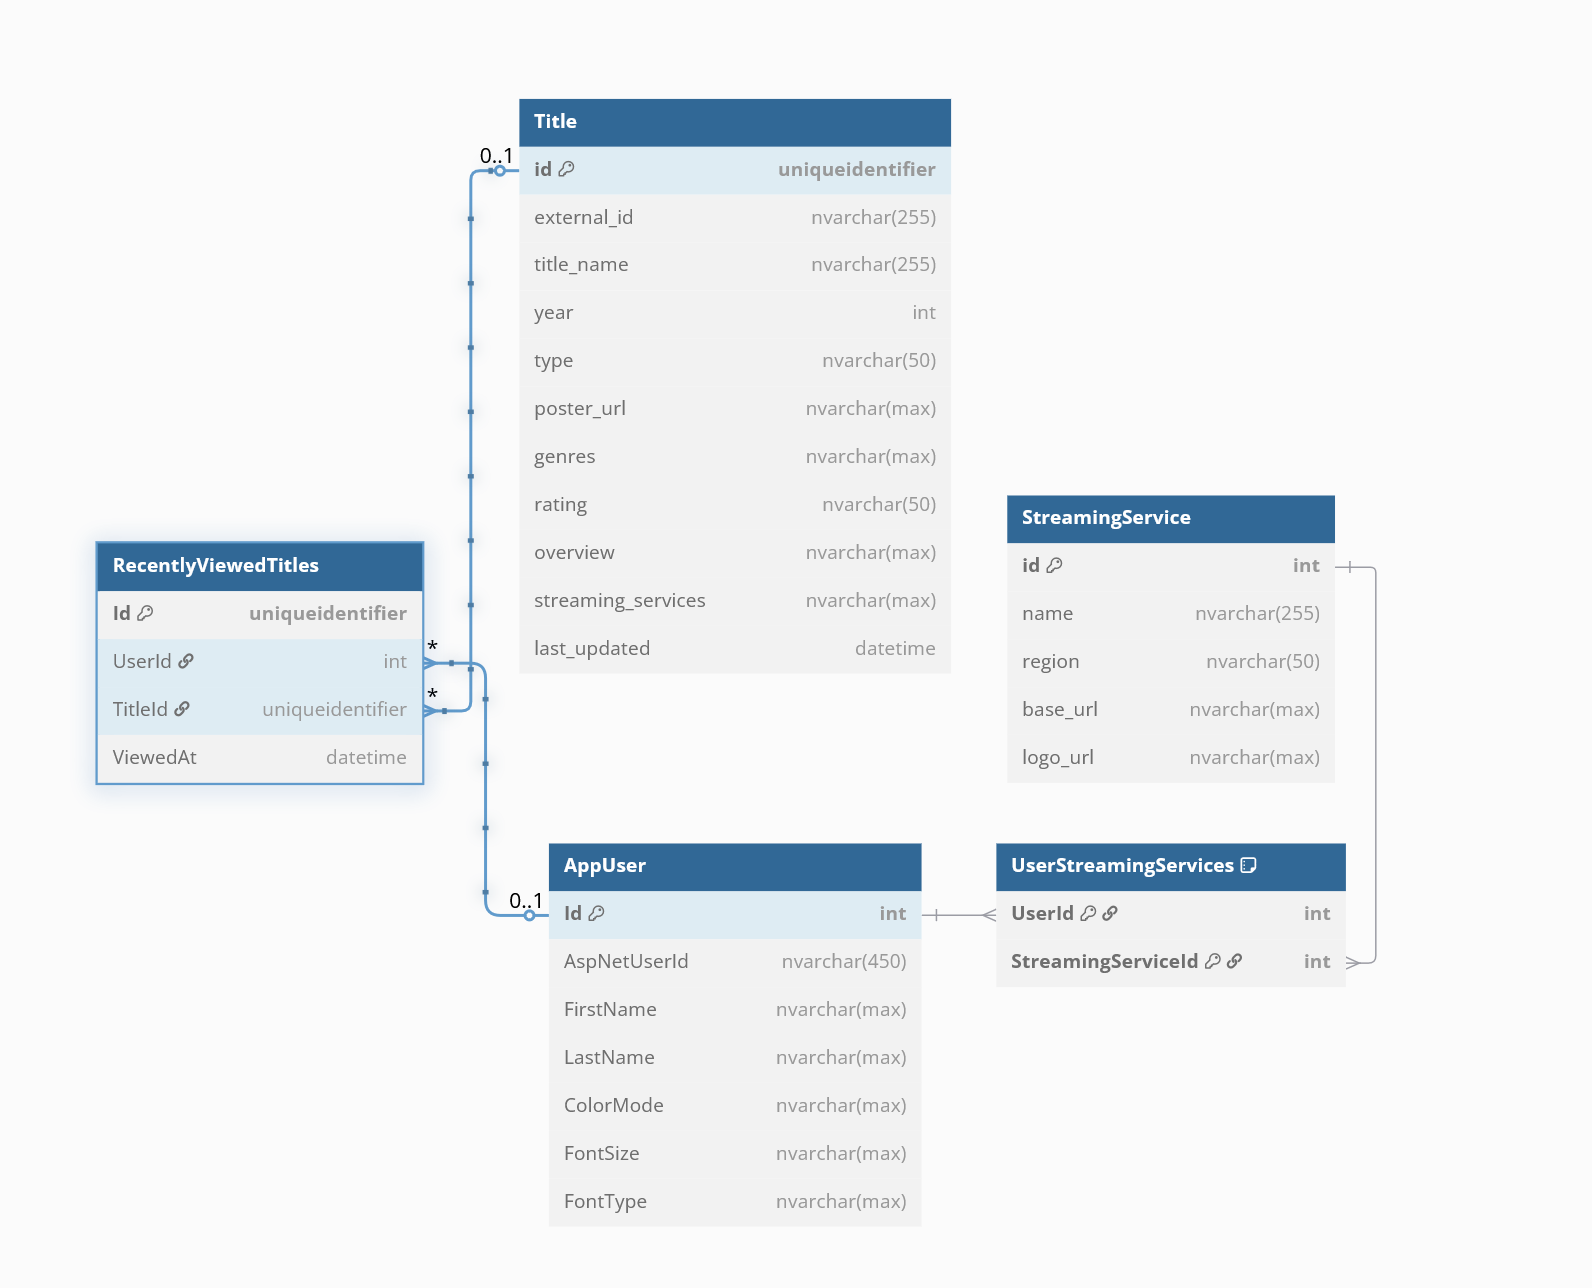 Title
0..1
id uniqueidentifier
external_id nvarchar(255)
title_name nvarchar(255)
year int
type nvarchar(50)
poster_url nvarchar(max)
genres nvarchar(max)
rating nvarchar(50)
overview nvarchar(max)
streaming_services nvarchar(max)
last_updated datetime
StreamingService
id int
name nvarchar(255)
region nvarchar(50)
base_url nvarchar(max)
logo_url nvarchar(max)
RecentlyViewedTitles
Id uniqueidentifier
UserId int
*
TitleId uniqueidentifier
*
ViewedAt datetime
AppUser
0..1
Id int
AspNetUserId nvarchar(450)
FirstName nvarchar(max)
LastName nvarchar(max)
ColorMode nvarchar(max)
FontSize nvarchar(max)
FontType nvarchar(max)
UserStreamingServices
UserId int
StreamingServiceId int